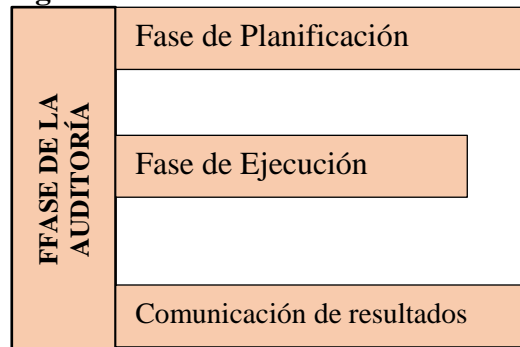 FFASE DE LA
AUDITORÍA
Fase de Planificación
Fase de Ejecución
Comunicación de resultados